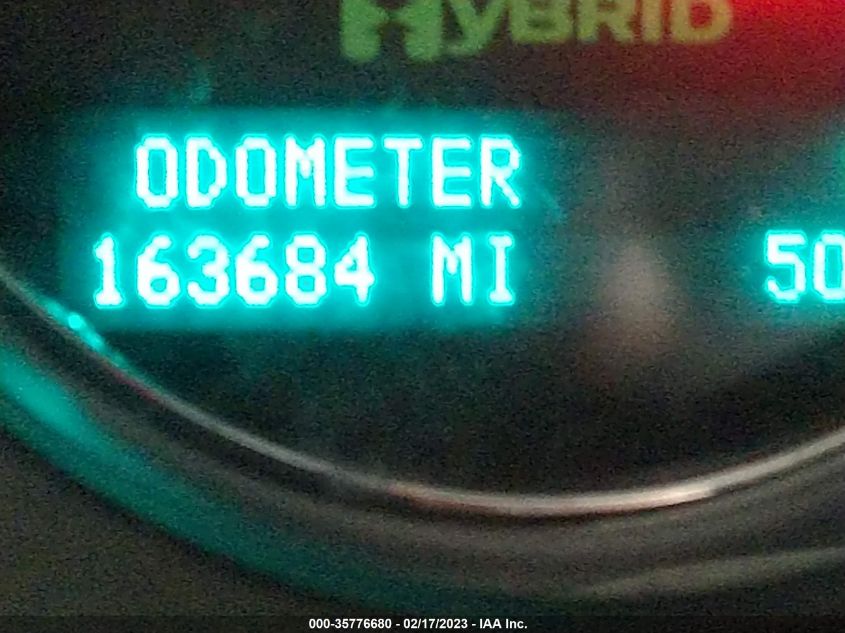 HYBRID
ODOMETER
163684 MI
50
000-35776680 - 02/17/2023 - IAA Inc.